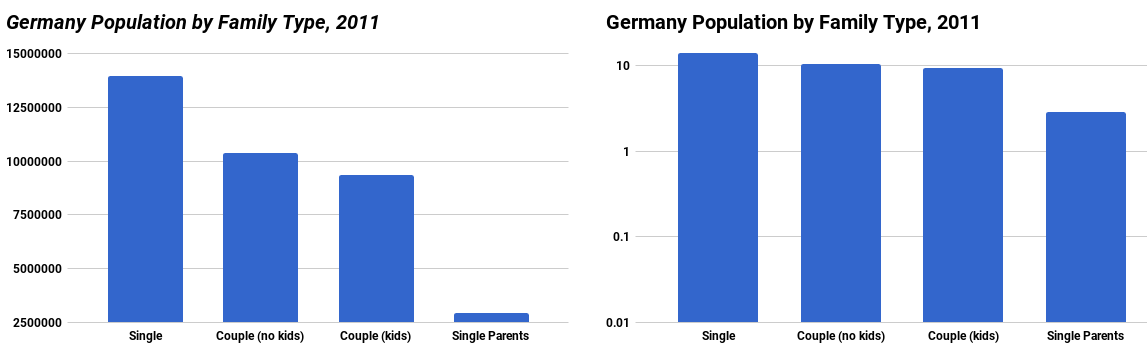 Germany Population by Family Type, 2011
15000000
12500000
10000000
7500000
5000000
2500000
Single Couple (no kids) Couple (kids) Single Parents
Germany Population by Family Type, 2011
10
1
0.1
0.01
Single Couple (no kids) Couple (kids) Single Parents